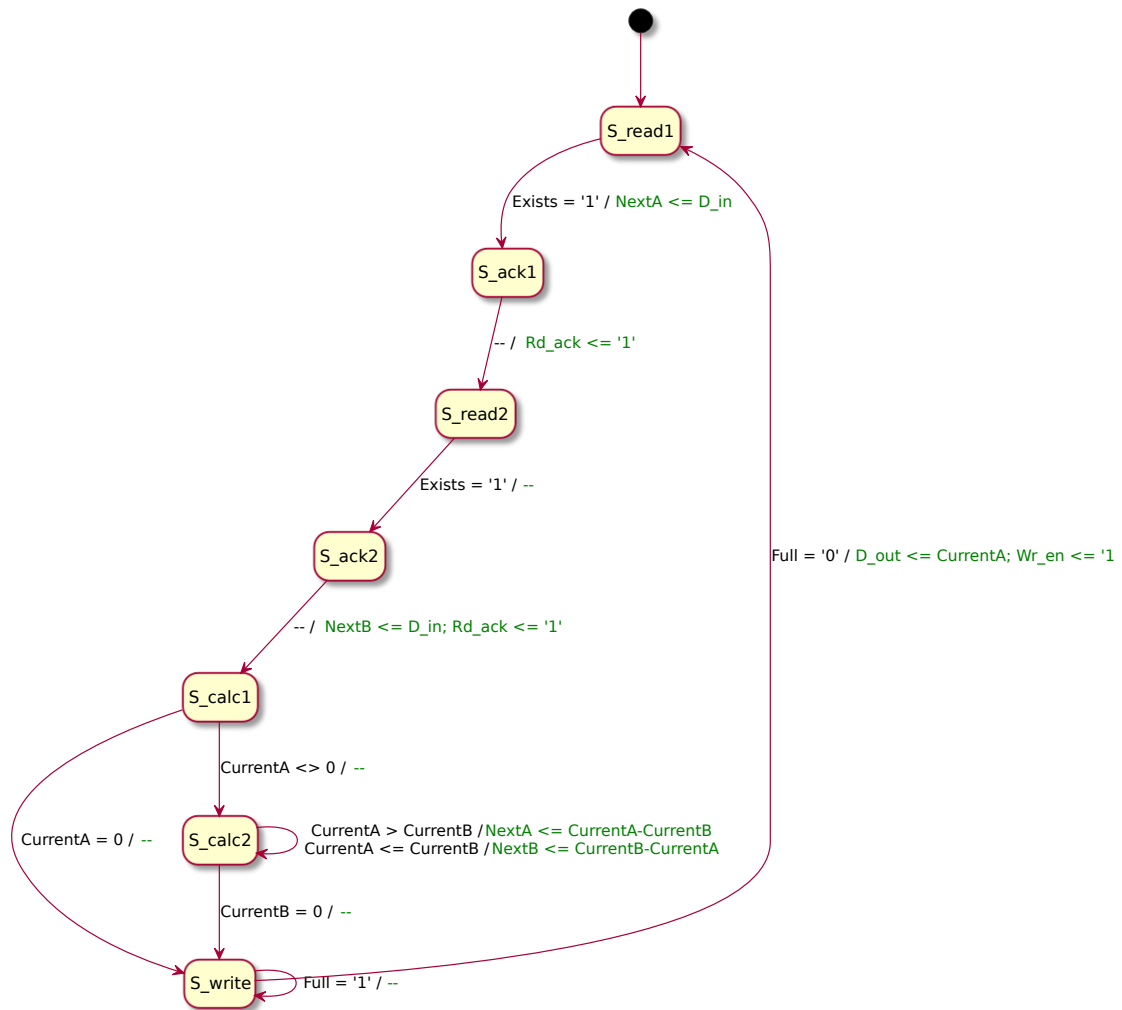 S_read1
Exists = '1' / NextA <= D_in
S_ack1
-- / Rd_ack <= '1'
S_read2
Exists = '1' / --
S_ack2
Full = '0' / D_out <= CurrentA; Wr_en <= '1
-- / NextB <= D_in; Rd_ack <= '1'
S_calc1
CurrentA <> 0 / --
CurrentA = 0 / --
S_calc2
CurrentA > CurrentB / NextA <= CurrentA-CurrentB
CurrentA <= CurrentB / NextB <= CurrentB-CurrentA
CurrentB = 0 / --
S_write
Full = '1' / --